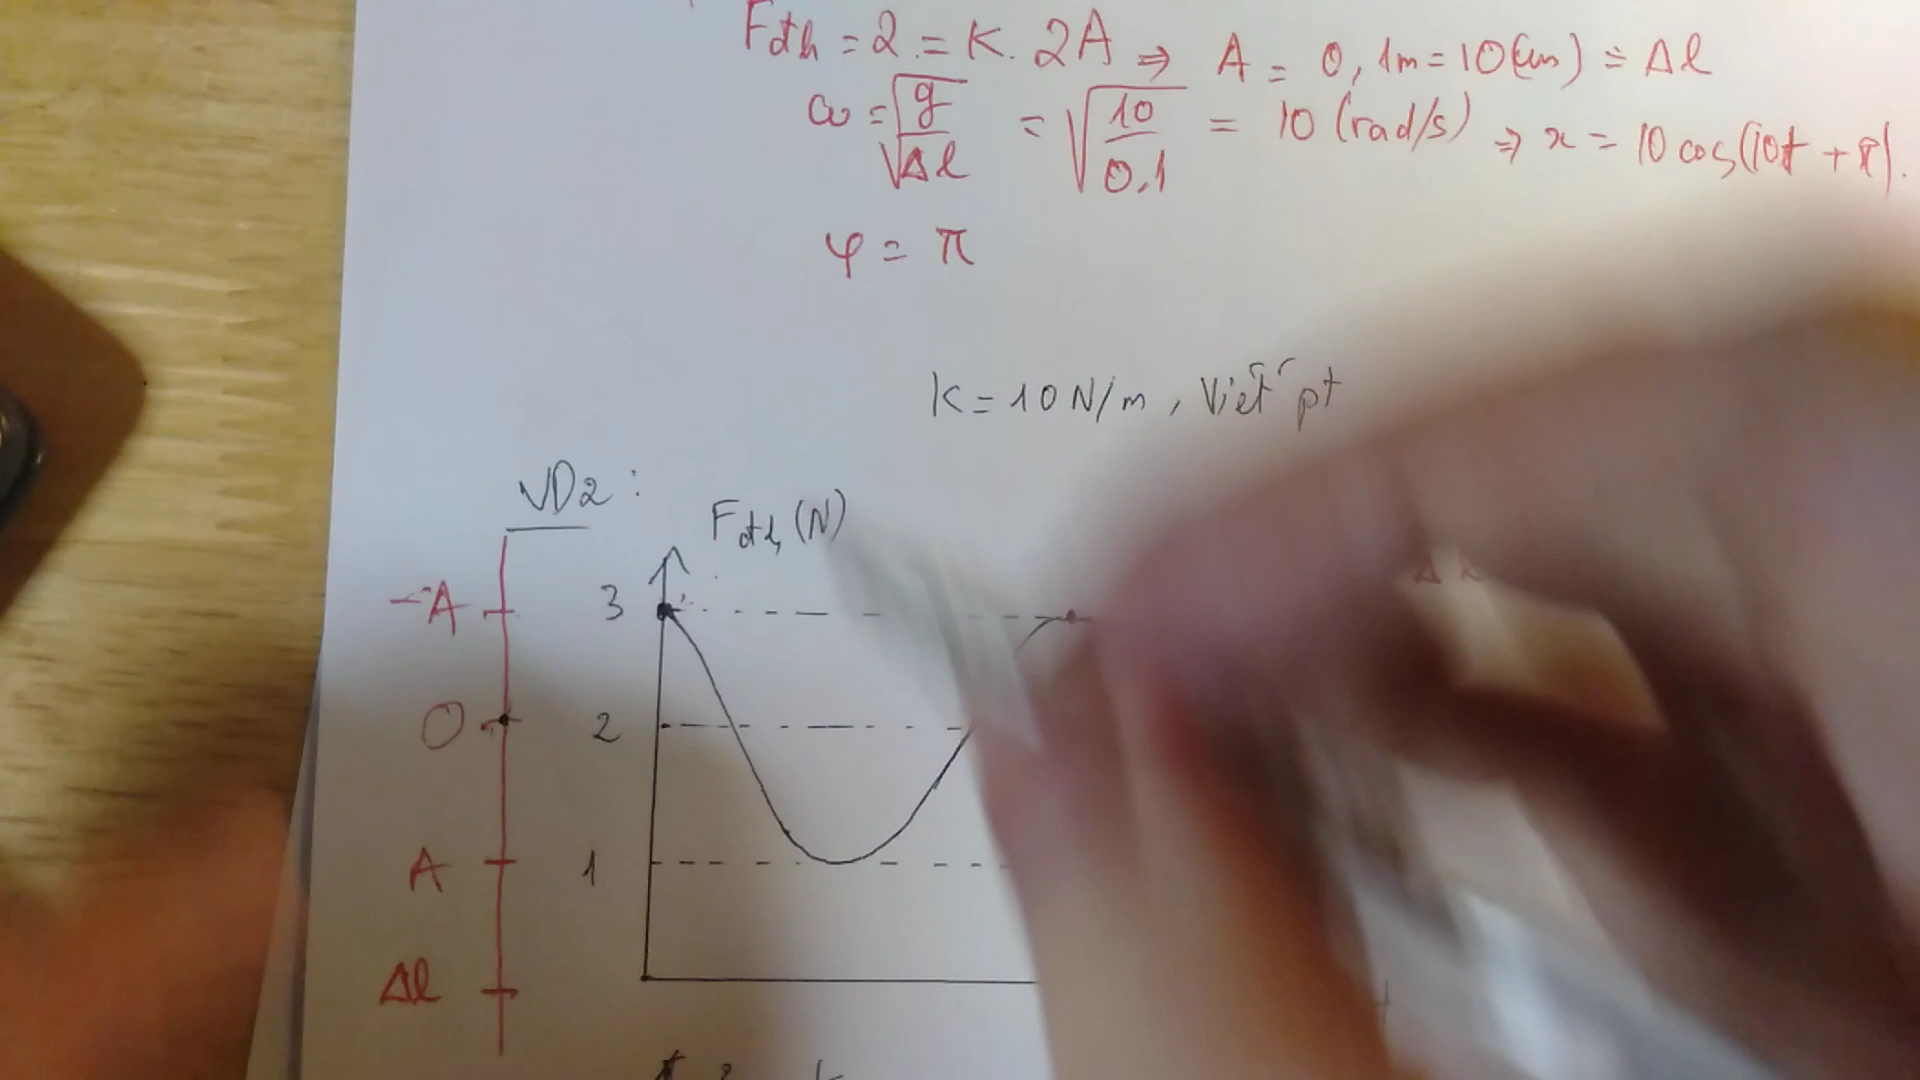 Fđh = 2 = K. 2A ⇒ A = 0,1m = 10(cm) = Δl
ω = √(g/Δl) = √(10/0.1) = 10 (rad/s) ⇒ x = 10 cos(10t + π).
φ = π
K = 10 N/m, Viết pt
VD2 :
Fđh (N)
-A 3
O 2
A 1
Δl